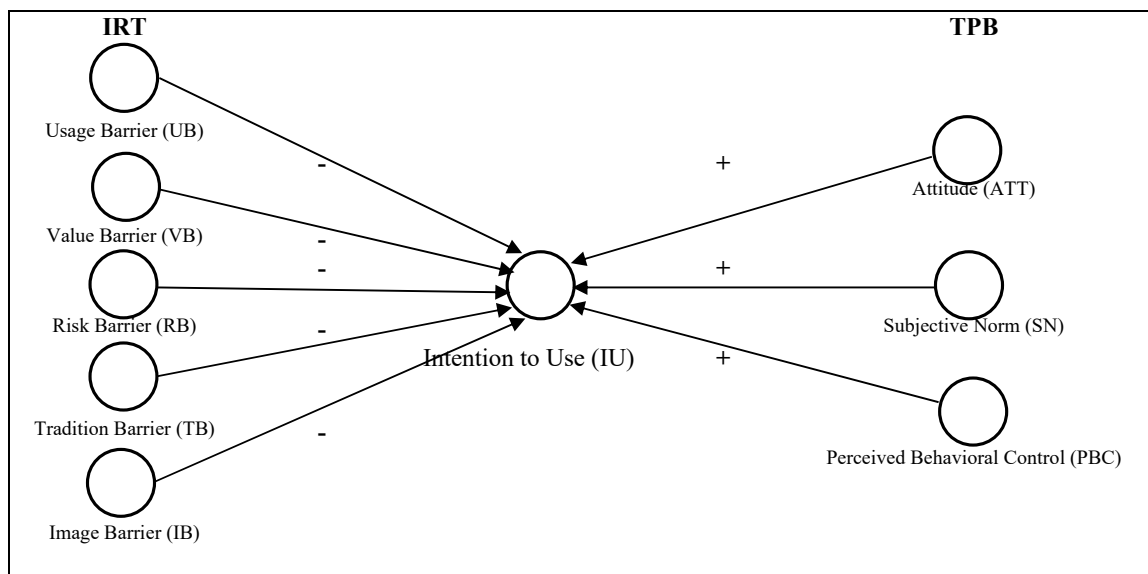 IRT
TPB
Usage Barrier (UB)
-
+
Attitude (ATT)
Value Barrier (VB)
-
-
+
Risk Barrier (RB)
Subjective Norm (SN)
-
Intention to Use (IU)
+
Tradition Barrier (TB)
-
Perceived Behavioral Control (PBC)
Image Barrier (IB)